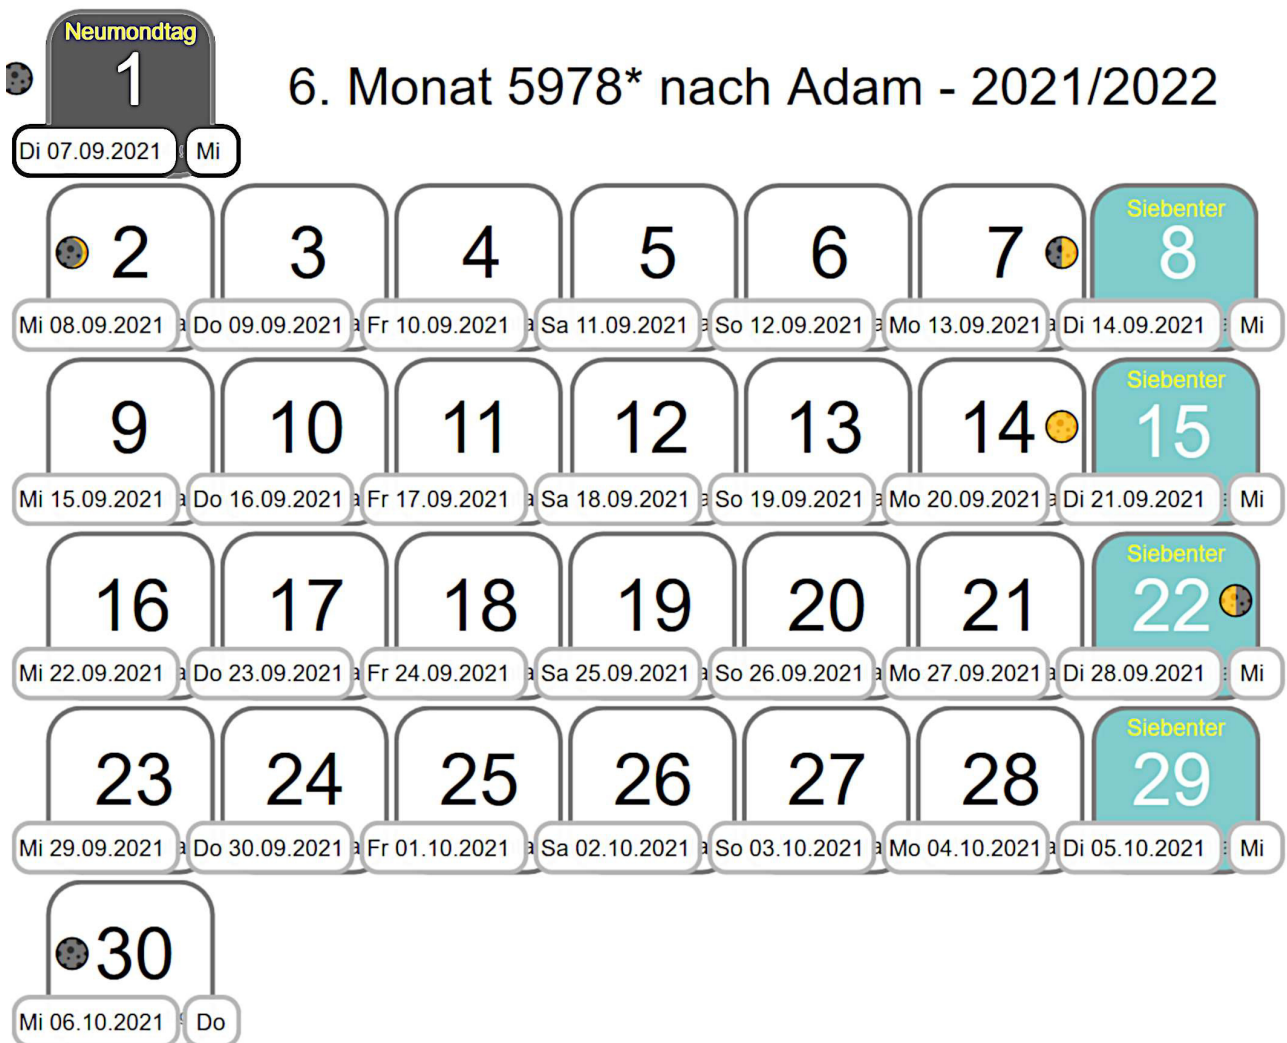 Neumondtag
1
6. Monat 5978* nach Adam - 2021/2022
Di 07.09.2021 Mi
Siebenter
2 3 4 5 6 7 8
Mi 08.09.2021 Do 09.09.2021 Fr 10.09.2021 Sa 11.09.2021 So 12.09.2021 Mo 13.09.2021 Di 14.09.2021 Mi
Siebenter
9 10 11 12 13 14 15
Mi 15.09.2021 Do 16.09.2021 Fr 17.09.2021 Sa 18.09.2021 So 19.09.2021 Mo 20.09.2021 Di 21.09.2021 Mi
Siebenter
16 17 18 19 20 21 22
Mi 22.09.2021 Do 23.09.2021 Fr 24.09.2021 Sa 25.09.2021 So 26.09.2021 Mo 27.09.2021 Di 28.09.2021 Mi
Siebenter
23 24 25 26 27 28 29
Mi 29.09.2021 Do 30.09.2021 Fr 01.10.2021 Sa 02.10.2021 So 03.10.2021 Mo 04.10.2021 Di 05.10.2021 Mi
30
Mi 06.10.2021 Do